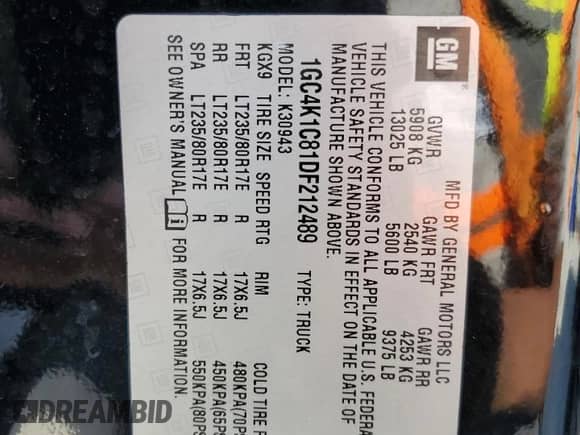 GM
MFD BY GENERAL MOTORS LLC
GVWR GAWR FRT GAWR RR
5908 KG 2540 KG 4253 KG
13025 LB 5600 LB 9375 LB
THIS VEHICLE CONFORMS TO ALL APPLICABLE U.S. FEDERA
VEHICLE SAFETY STANDARDS IN EFFECT ON THE DATE OF
MANUFACTURE SHOWN ABOVE.
1GC4K1C81DF212489 TYPE: TRUCK
MODEL: K30943
KGX9 TIRE SIZE SPEED RTG RIM COLD TIRE P
FRT LT235/80R17E R 17X6.5J 480KPA(70PS
RR LT235/80R17E R 17X6.5J 450KPA(65PS
SPA LT235/80R17E R 17X6.5J 550KPA(80PS
SEE OWNER'S MANUAL FOR MORE INFORMATION.
DREAMBID